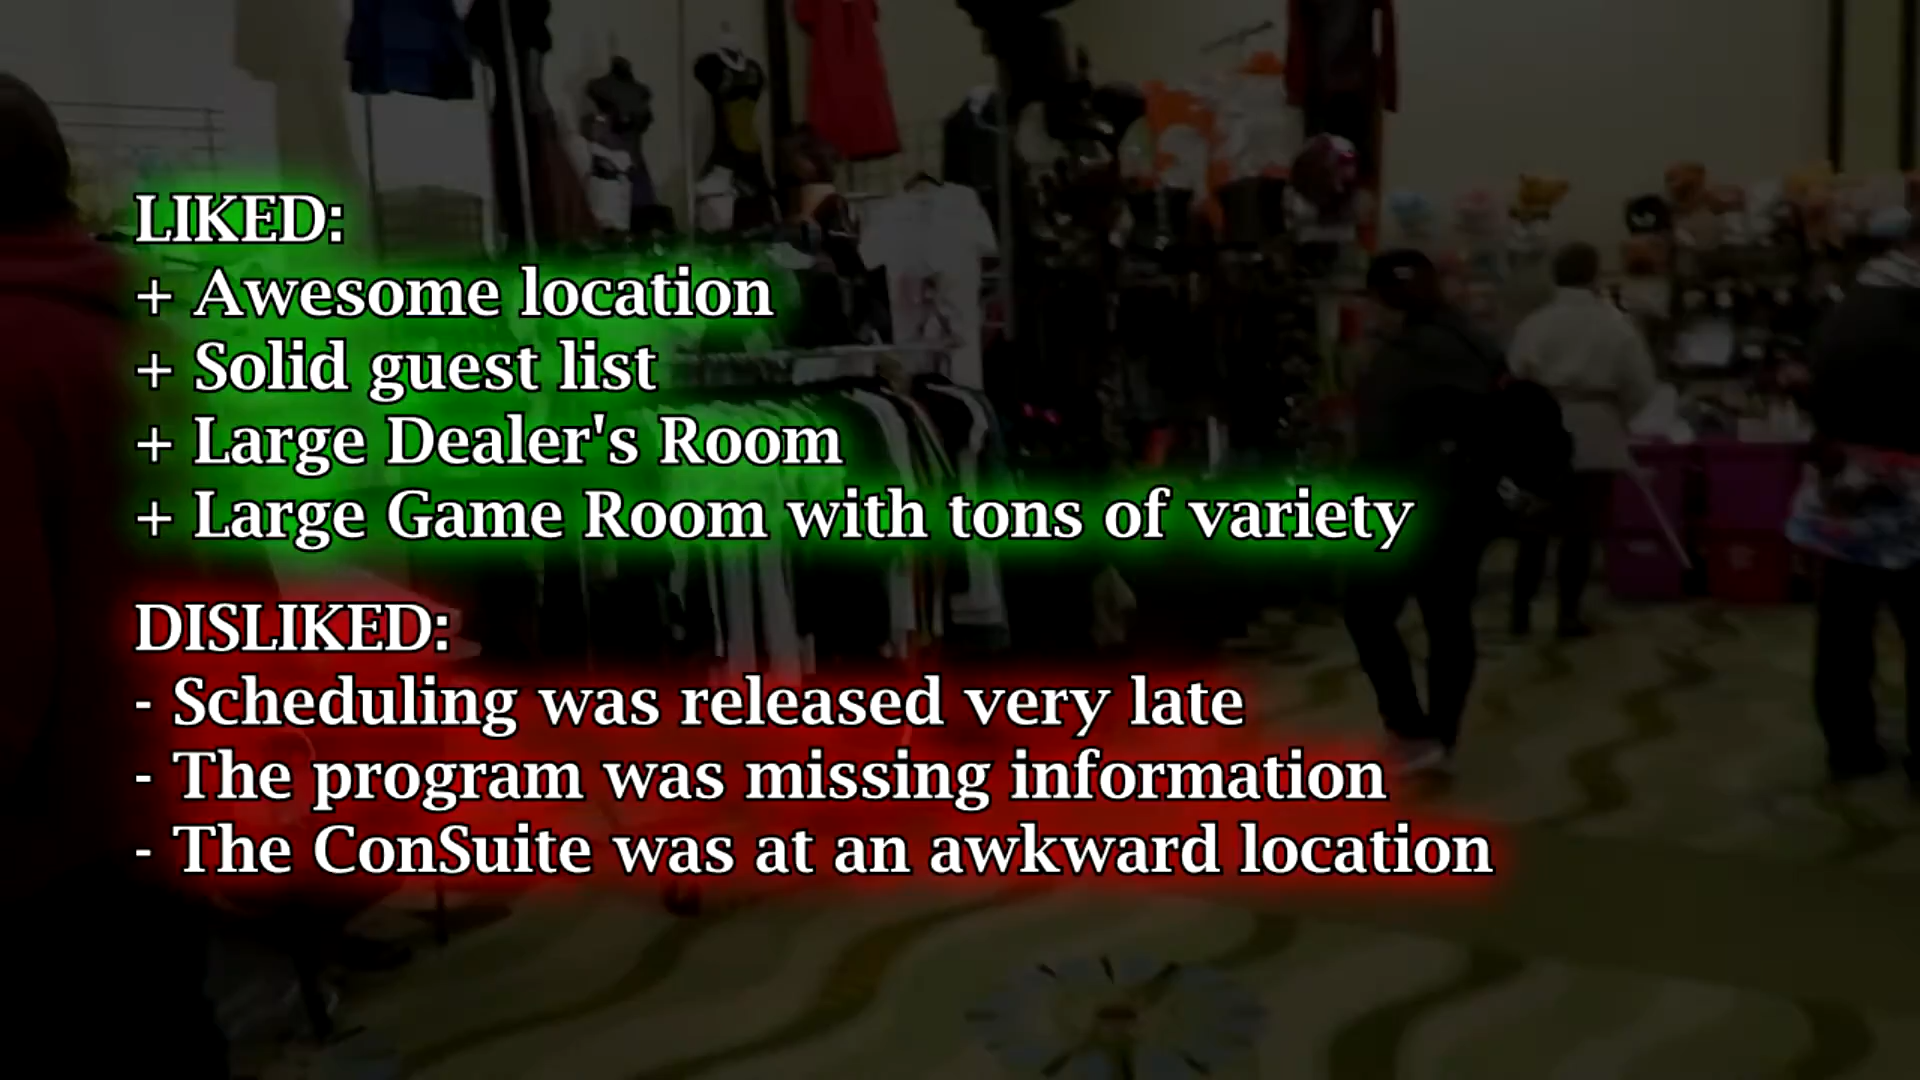 LIKED:
+ Awesome location
+ Solid guest list
+ Large Dealer's Room
+ Large Game Room with tons of variety
DISLIKED:
- Scheduling was released very late
- The program was missing information
- The ConSuite was at an awkward location